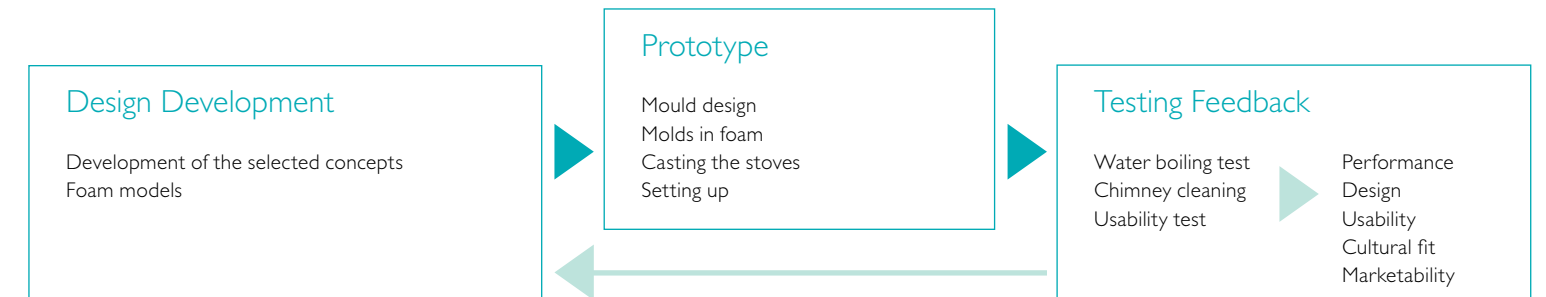 Design Development
Development of the selected concepts
Foam models
Prototype
Mould design
Molds in foam
Casting the stoves
Setting up
Testing Feedback
Water boiling test
Chimney cleaning
Usability test
Performance
Design
Usability
Cultural fit
Marketability